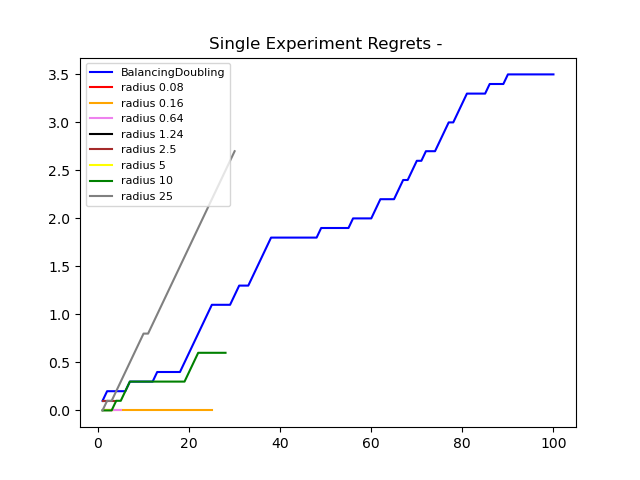 Single Experiment Regrets -
BalancingDoubling
radius 0.08
radius 0.16
radius 0.64
radius 1.24
radius 2.5
radius 5
radius 10
radius 25
3.5
3.0
2.5
2.0
1.5
1.0
0.5
0.0
0 20 40 60 80 100